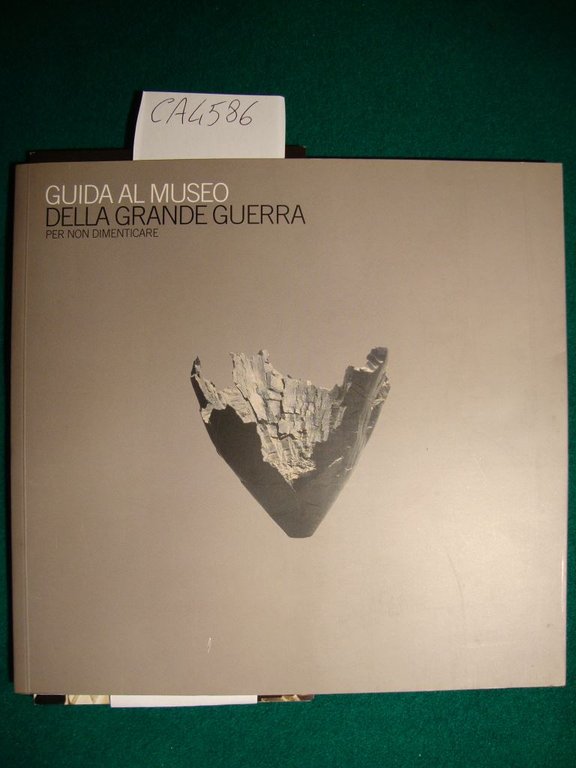 CA4586
GUIDA AL MUSEO
DELLA GRANDE GUERRA
PER NON DIMENTICARE